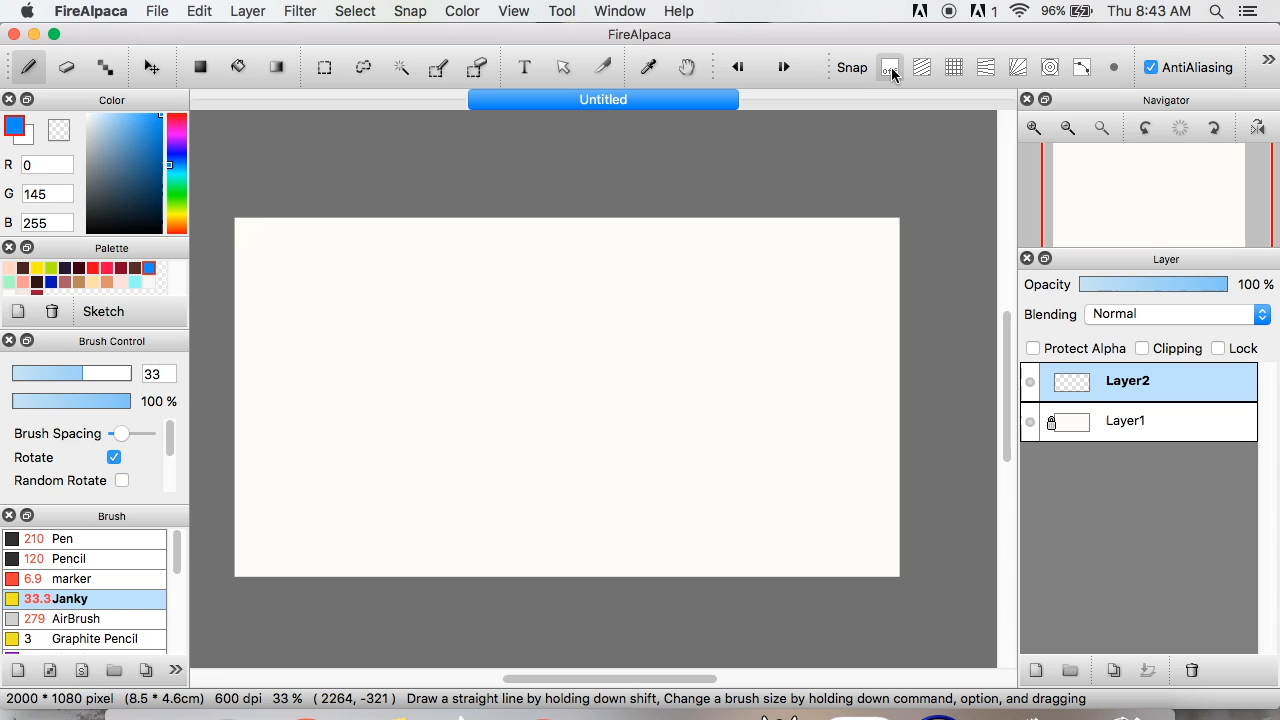 FireAlpaca File Edit Layer Filter Select Snap Color View Tool Window Help 1 96% Thu 8:43 AM
FireAlpaca
T Snap OFF AntiAliasing »
Color Untitled Navigator
R 0
G 145
B 255
Palette
Sketch
Brush Control
33
100 %
Brush Spacing
Rotate
Random Rotate
Brush
210 Pen
120 Pencil
6.9 marker
33.3 Janky
279 AirBrush
3 Graphite Pencil
»
Layer
Opacity 100 %
Blending Normal
Protect Alpha Clipping Lock
Layer2
Layer1
2000 * 1080 pixel (8.5 * 4.6cm) 600 dpi 33 % ( 2264, -321 ) Draw a straight line by holding down shift, Change a brush size by holding down command, option, and dragging